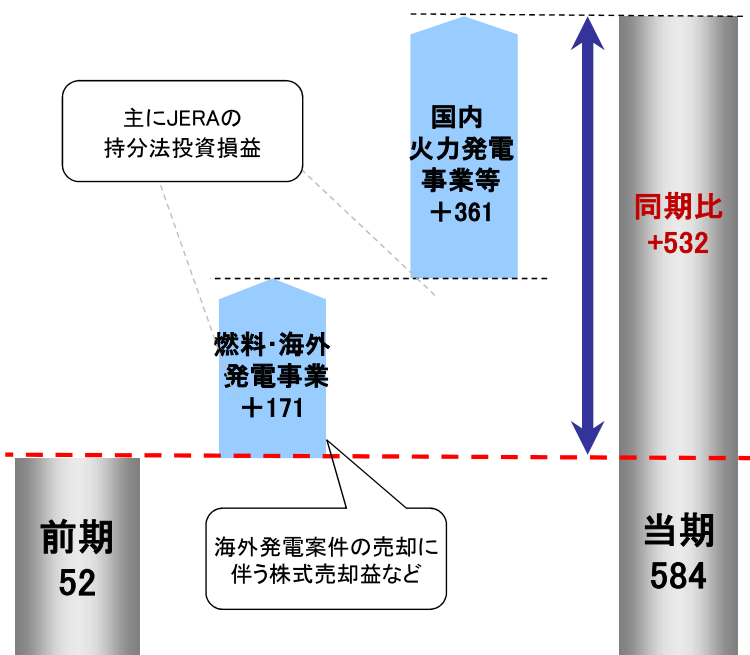 主にJERAの
持分法投資損益
国内
火力発電
事業等
＋361
同期比
+532
燃料･海外
発電事業
＋171
前期
52
海外発電案件の売却に
伴う株式売却益など
当期
584